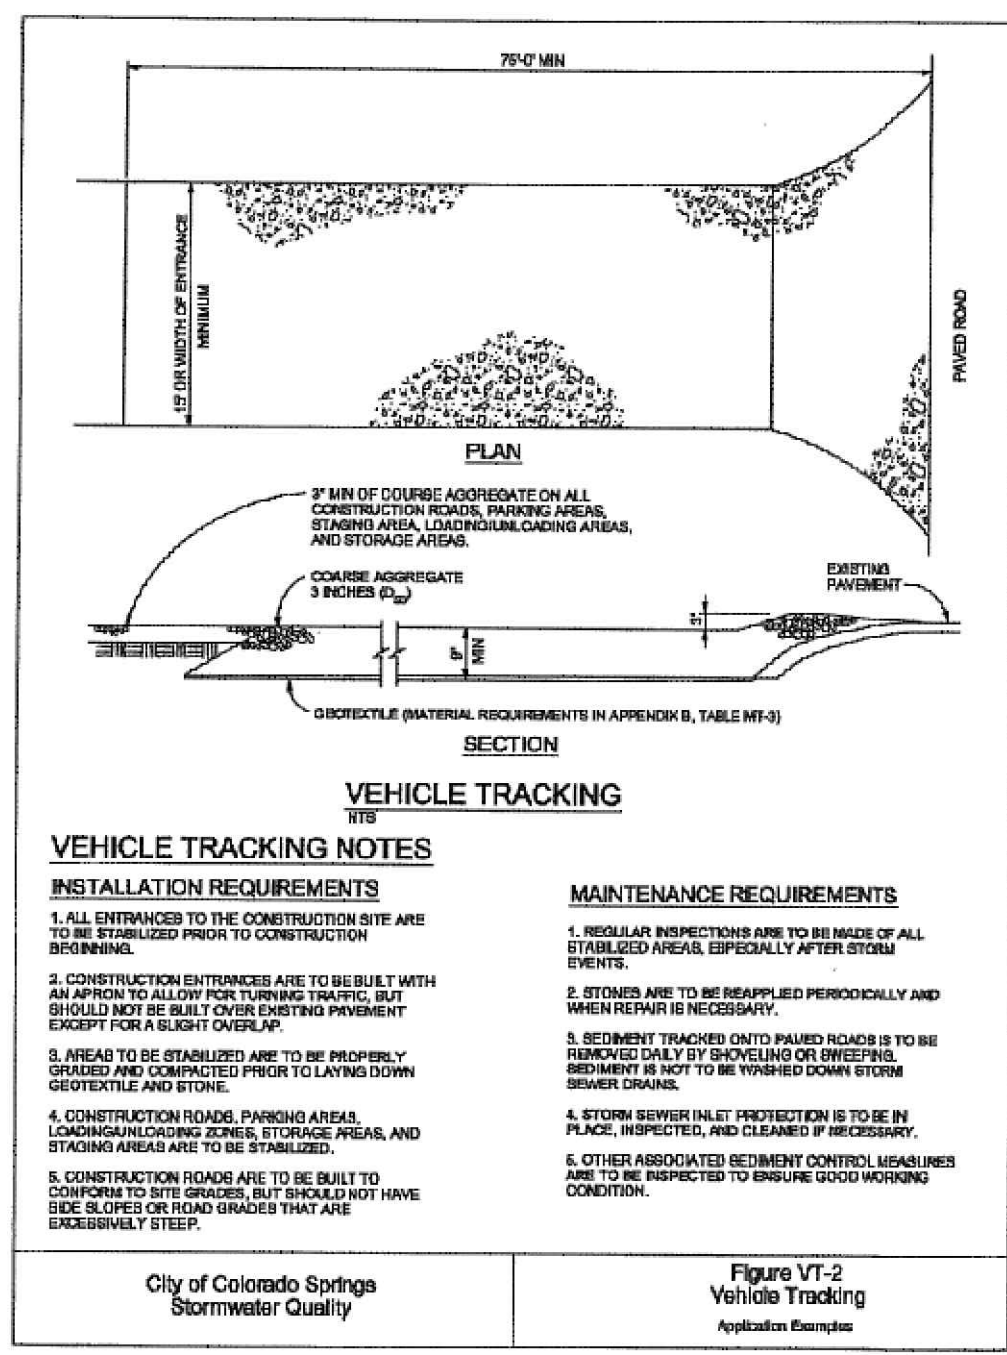 75'-0" MIN
15' OR WIDTH OF ENTRANCE
MINIMUM
PAVED ROAD
PLAN
3" MIN OF COURSE AGGREGATE ON ALL
CONSTRUCTION ROADS, PARKING AREAS,
STAGING AREA, LOADING/UNLOADING AREAS,
AND STORAGE AREAS.
COARSE AGGREGATE
3 INCHES (D50)
EXISTING
PAVEMENT
3"
9"
MIN
GEOTEXTILE (MATERIAL REQUIREMENTS IN APPENDIX B, TABLE MT-3)
SECTION
VEHICLE TRACKING
NTS
VEHICLE TRACKING NOTES
INSTALLATION REQUIREMENTS
1. ALL ENTRANCES TO THE CONSTRUCTION SITE ARE
TO BE STABILIZED PRIOR TO CONSTRUCTION
BEGINNING.
2. CONSTRUCTION ENTRANCES ARE TO BE BUILT WITH
AN APRON TO ALLOW FOR TURNING TRAFFIC, BUT
SHOULD NOT BE BUILT OVER EXISTING PAVEMENT
EXCEPT FOR A SLIGHT OVERLAP.
3. AREAS TO BE STABILIZED ARE TO BE PROPERLY
GRADED AND COMPACTED PRIOR TO LAYING DOWN
GEOTEXTILE AND STONE.
4. CONSTRUCTION ROADS, PARKING AREAS,
LOADING/UNLOADING ZONES, STORAGE AREAS, AND
STAGING AREAS ARE TO BE STABILIZED.
5. CONSTRUCTION ROADS ARE TO BE BUILT TO
CONFORM TO SITE GRADES, BUT SHOULD NOT HAVE
SIDE SLOPES OR ROAD GRADES THAT ARE
EXCESSIVELY STEEP.
MAINTENANCE REQUIREMENTS
1. REGULAR INSPECTIONS ARE TO BE MADE OF ALL
STABILIZED AREAS, ESPECIALLY AFTER STORM
EVENTS.
2. STONES ARE TO BE REAPPLIED PERIODICALLY AND
WHEN REPAIR IS NECESSARY.
3. SEDIMENT TRACKED ONTO PAVED ROADS IS TO BE
REMOVED DAILY BY SHOVELING OR SWEEPING.
SEDIMENT IS NOT TO BE WASHED DOWN STORM
SEWER DRAINS.
4. STORM SEWER INLET PROTECTION IS TO BE IN
PLACE, INSPECTED, AND CLEANED IF NECESSARY.
5. OTHER ASSOCIATED SEDIMENT CONTROL MEASURES
ARE TO BE INSPECTED TO ENSURE GOOD WORKING
CONDITION.
City of Colorado Springs
Stormwater Quality
Figure VT-2
Vehicle Tracking
Application Examples